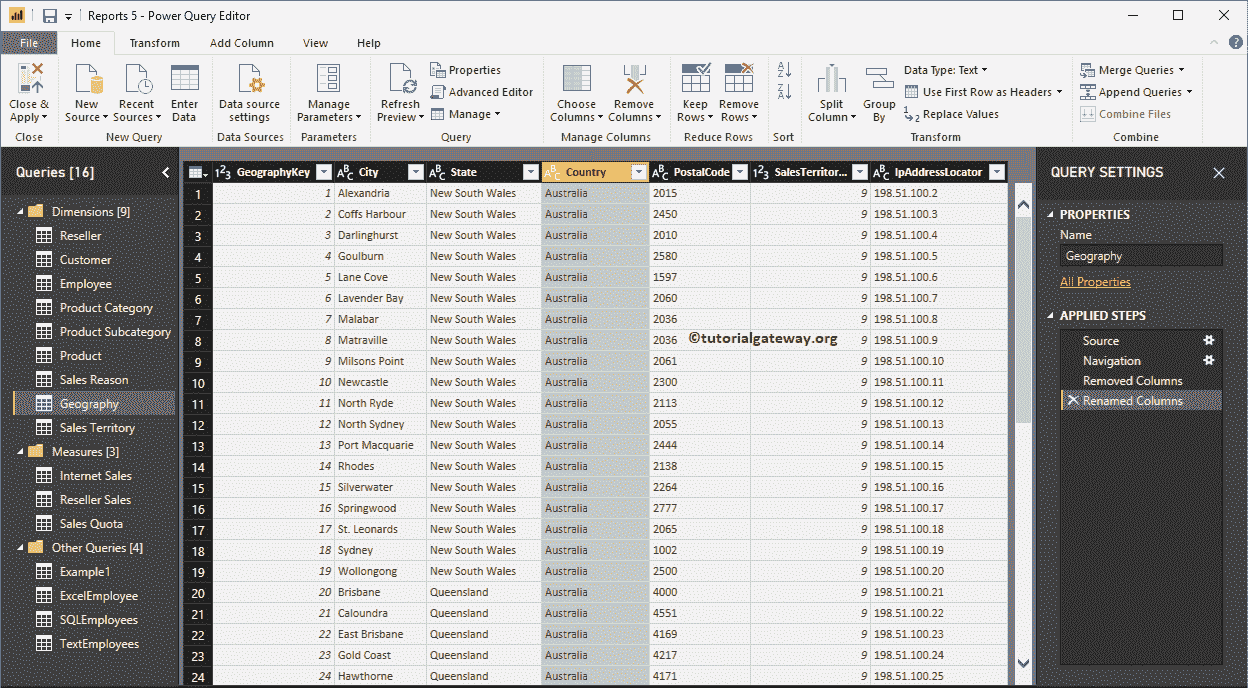 Reports 5 - Power Query Editor
File Home Transform Add Column View Help
Close & Apply
New Source
Recent Sources
Enter Data
Data source settings
Manage Parameters
Refresh Preview
Properties
Advanced Editor
Manage
Choose Columns
Remove Columns
Keep Rows
Remove Rows
A Z
Z A
Split Column
Group By
Data Type: Text
Use First Row as Headers
1 2 Replace Values
Merge Queries
Append Queries
Combine Files
Close New Query Data Sources Parameters Query Manage Columns Reduce Rows Sort Transform Combine
Queries [16]
Dimensions [9]
Reseller
Customer
Employee
Product Category
Product Subcategory
Product
Sales Reason
Geography
Sales Territory
Measures [3]
Internet Sales
Reseller Sales
Sales Quota
Other Queries [4]
Example1
ExcelEmployee
SQLEmployees
TextEmployees
123 GeographyKey ABC City ABC State ABC Country ABC PostalCode 123 SalesTerritor... ABC IpAddressLocator
1 1 Alexandria New South Wales Australia 2015 9 198.51.100.2
2 2 Coffs Harbour New South Wales Australia 2450 9 198.51.100.3
3 3 Darlinghurst New South Wales Australia 2010 9 198.51.100.4
4 4 Goulburn New South Wales Australia 2580 9 198.51.100.5
5 5 Lane Cove New South Wales Australia 1597 9 198.51.100.6
6 6 Lavender Bay New South Wales Australia 2060 9 198.51.100.7
7 7 Malabar New South Wales Australia 2036 9 198.51.100.8
8 8 Matraville New South Wales Australia 2036 9 198.51.100.9
©tutorialgateway.org
9 9 Milsons Point New South Wales Australia 2061 9 198.51.100.10
10 10 Newcastle New South Wales Australia 2300 9 198.51.100.11
11 11 North Ryde New South Wales Australia 2113 9 198.51.100.12
12 12 North Sydney New South Wales Australia 2055 9 198.51.100.13
13 13 Port Macquarie New South Wales Australia 2444 9 198.51.100.14
14 14 Rhodes New South Wales Australia 2138 9 198.51.100.15
15 15 Silverwater New South Wales Australia 2264 9 198.51.100.16
16 16 Springwood New South Wales Australia 2777 9 198.51.100.17
17 17 St. Leonards New South Wales Australia 2065 9 198.51.100.18
18 18 Sydney New South Wales Australia 1002 9 198.51.100.19
19 19 Wollongong New South Wales Australia 2500 9 198.51.100.20
20 20 Brisbane Queensland Australia 4000 9 198.51.100.21
21 21 Caloundra Queensland Australia 4551 9 198.51.100.22
22 22 East Brisbane Queensland Australia 4169 9 198.51.100.23
23 23 Gold Coast Queensland Australia 4217 9 198.51.100.24
24 24 Hawthorne Queensland Australia 4171 9 198.51.100.25
QUERY SETTINGS
PROPERTIES
Name
Geography
All Properties
APPLIED STEPS
Source
Navigation
Removed Columns
Renamed Columns